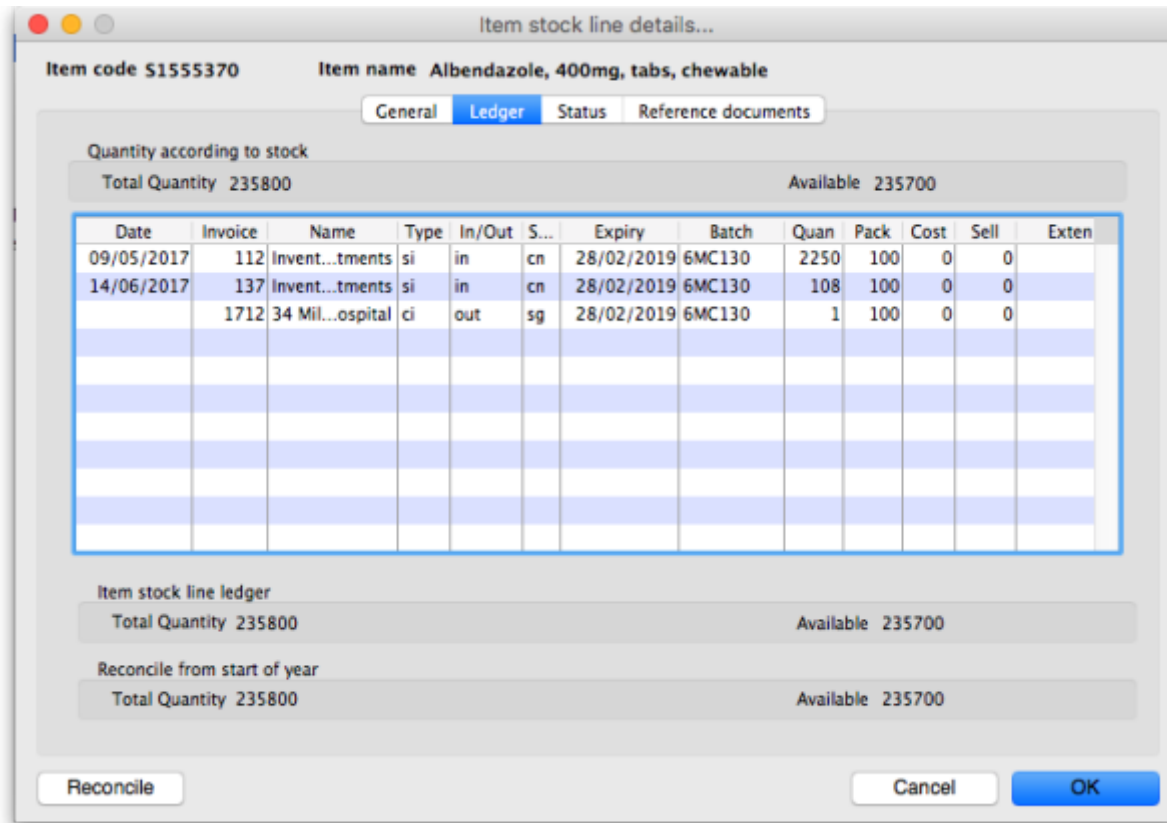 Item stock line details...
Item code S1555370 Item name Albendazole, 400mg, tabs, chewable
General Ledger Status Reference documents
Quantity according to stock
Total Quantity 235800 Available 235700
Date Invoice Name Type In/Out S... Expiry Batch Quan Pack Cost Sell Exten
09/05/2017 112 Invent...tments si in cn 28/02/2019 6MC130 2250 100 0 0
14/06/2017 137 Invent...tments si in cn 28/02/2019 6MC130 108 100 0 0
1712 34 Mil...ospital ci out sg 28/02/2019 6MC130 1 100 0 0
Item stock line ledger
Total Quantity 235800 Available 235700
Reconcile from start of year
Total Quantity 235800 Available 235700
Reconcile Cancel OK